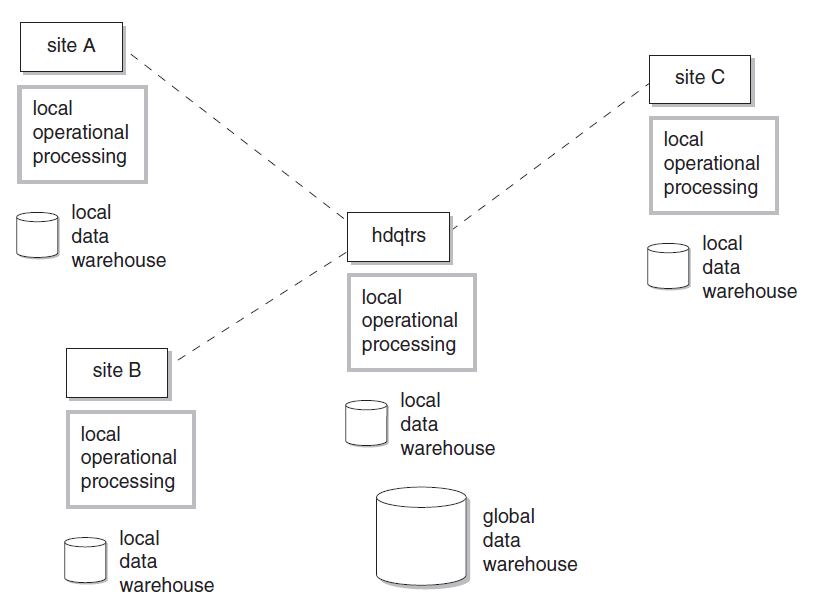 site A
local
operational
processing
local
data
warehouse
site C
local
operational
processing
local
data
warehouse
hdqtrs
local
operational
processing
local
data
warehouse
global
data
warehouse
site B
local
operational
processing
local
data
warehouse